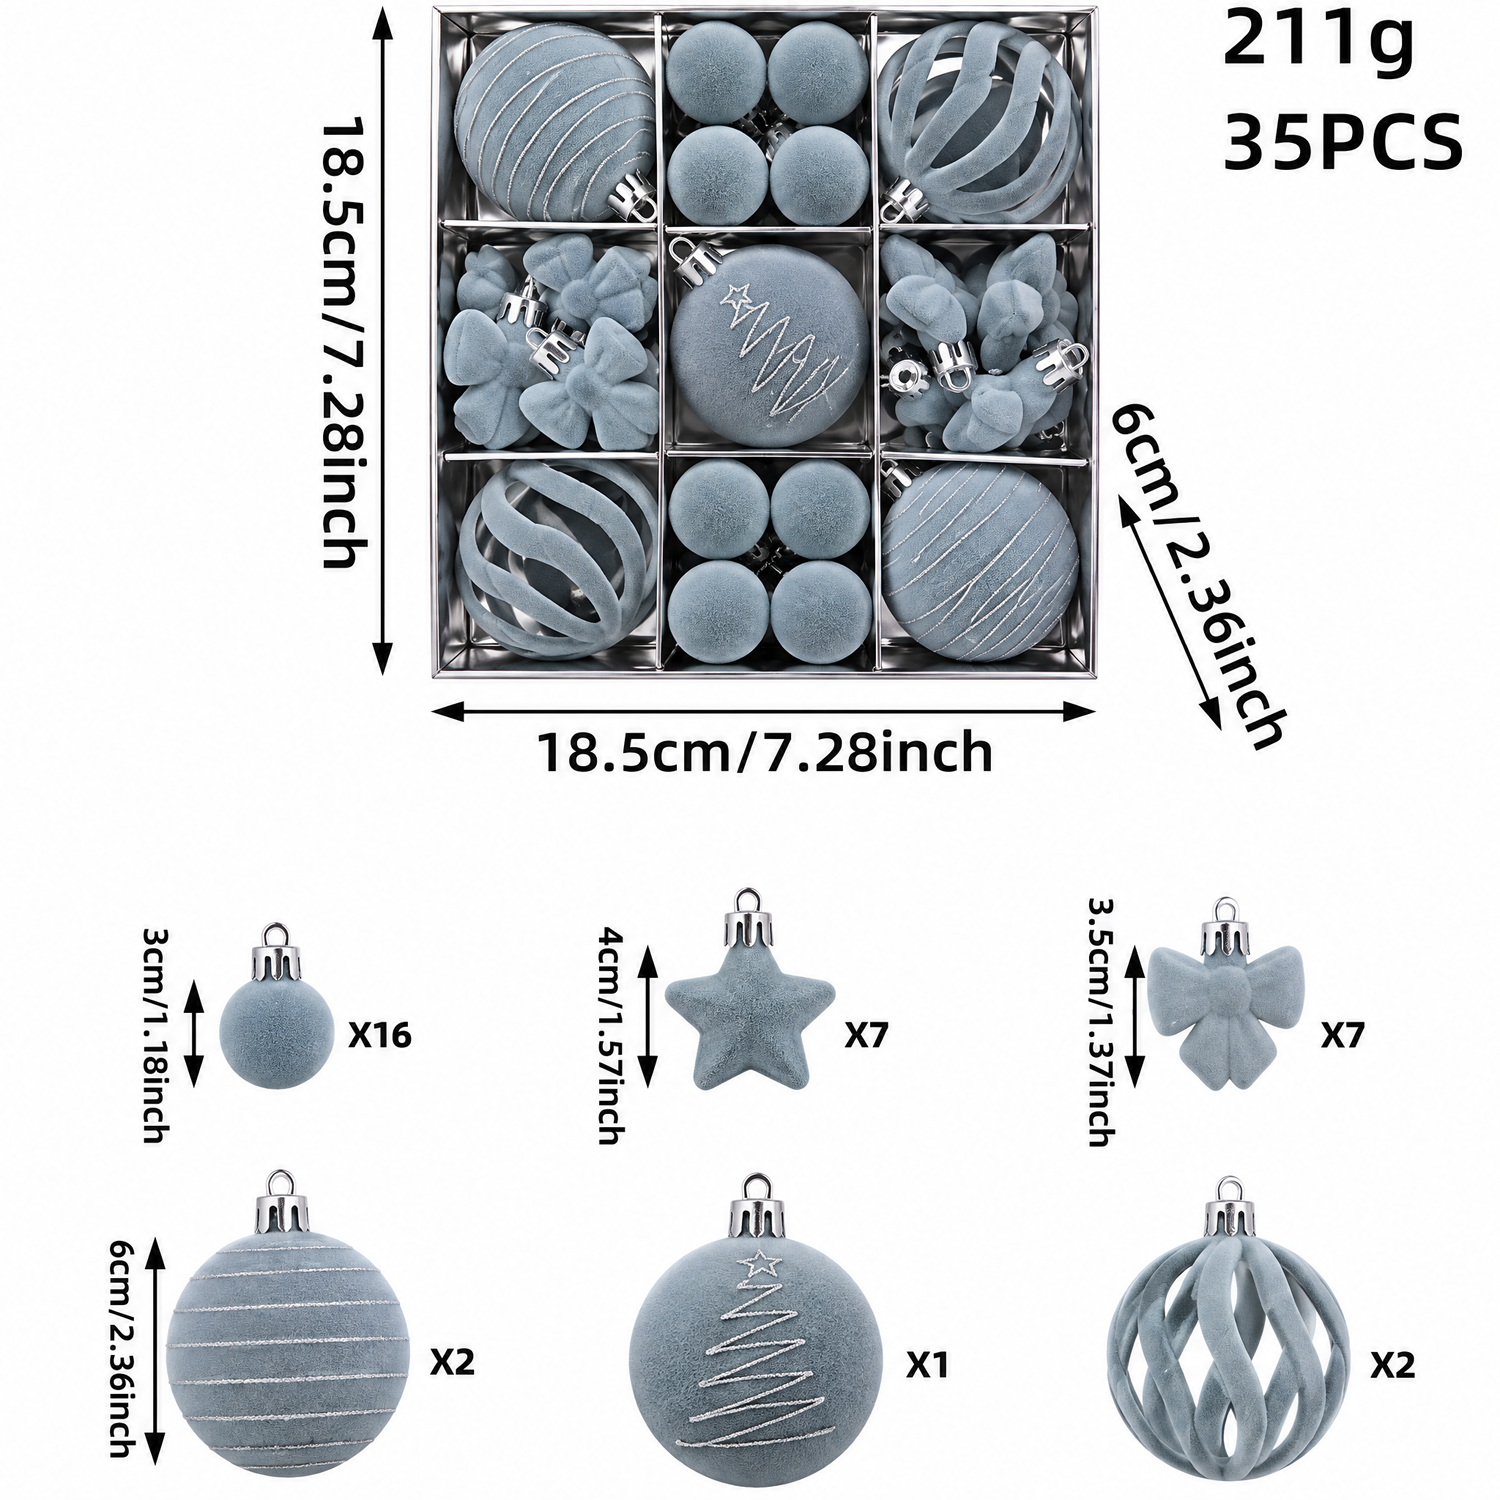 211g
35PCS
18.5cm/7.28inch
6cm/2.36inch
18.5cm/7.28inch
3cm/1.18inch
X16
4cm/1.57inch
X7
3.5cm/1.37inch
X7
6cm/2.36inch
X2
X1
X2